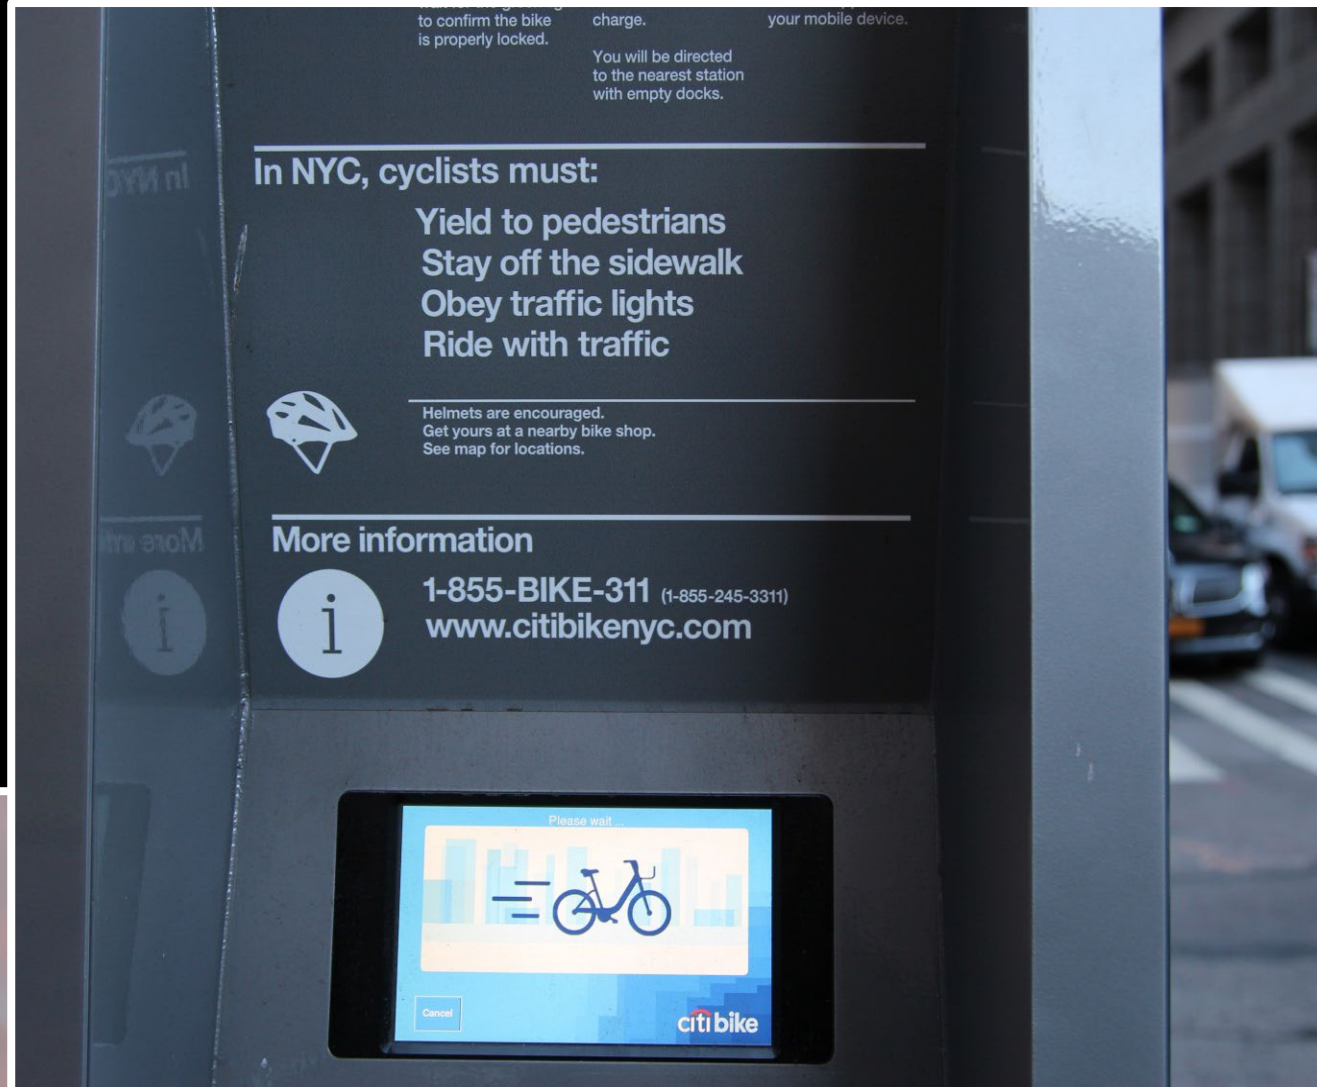 to confirm the bike
is properly locked.
charge.
You will be directed
to the nearest station
with empty docks.
your mobile device.
In NYC, cyclists must:
Yield to pedestrians
Stay off the sidewalk
Obey traffic lights
Ride with traffic
Helmets are encouraged.
Get yours at a nearby bike shop.
See map for locations.
More information
i
1-855-BIKE-311 (1-855-245-3311)
www.citibikenyc.com
Please wait ...
Cancel
citi bike